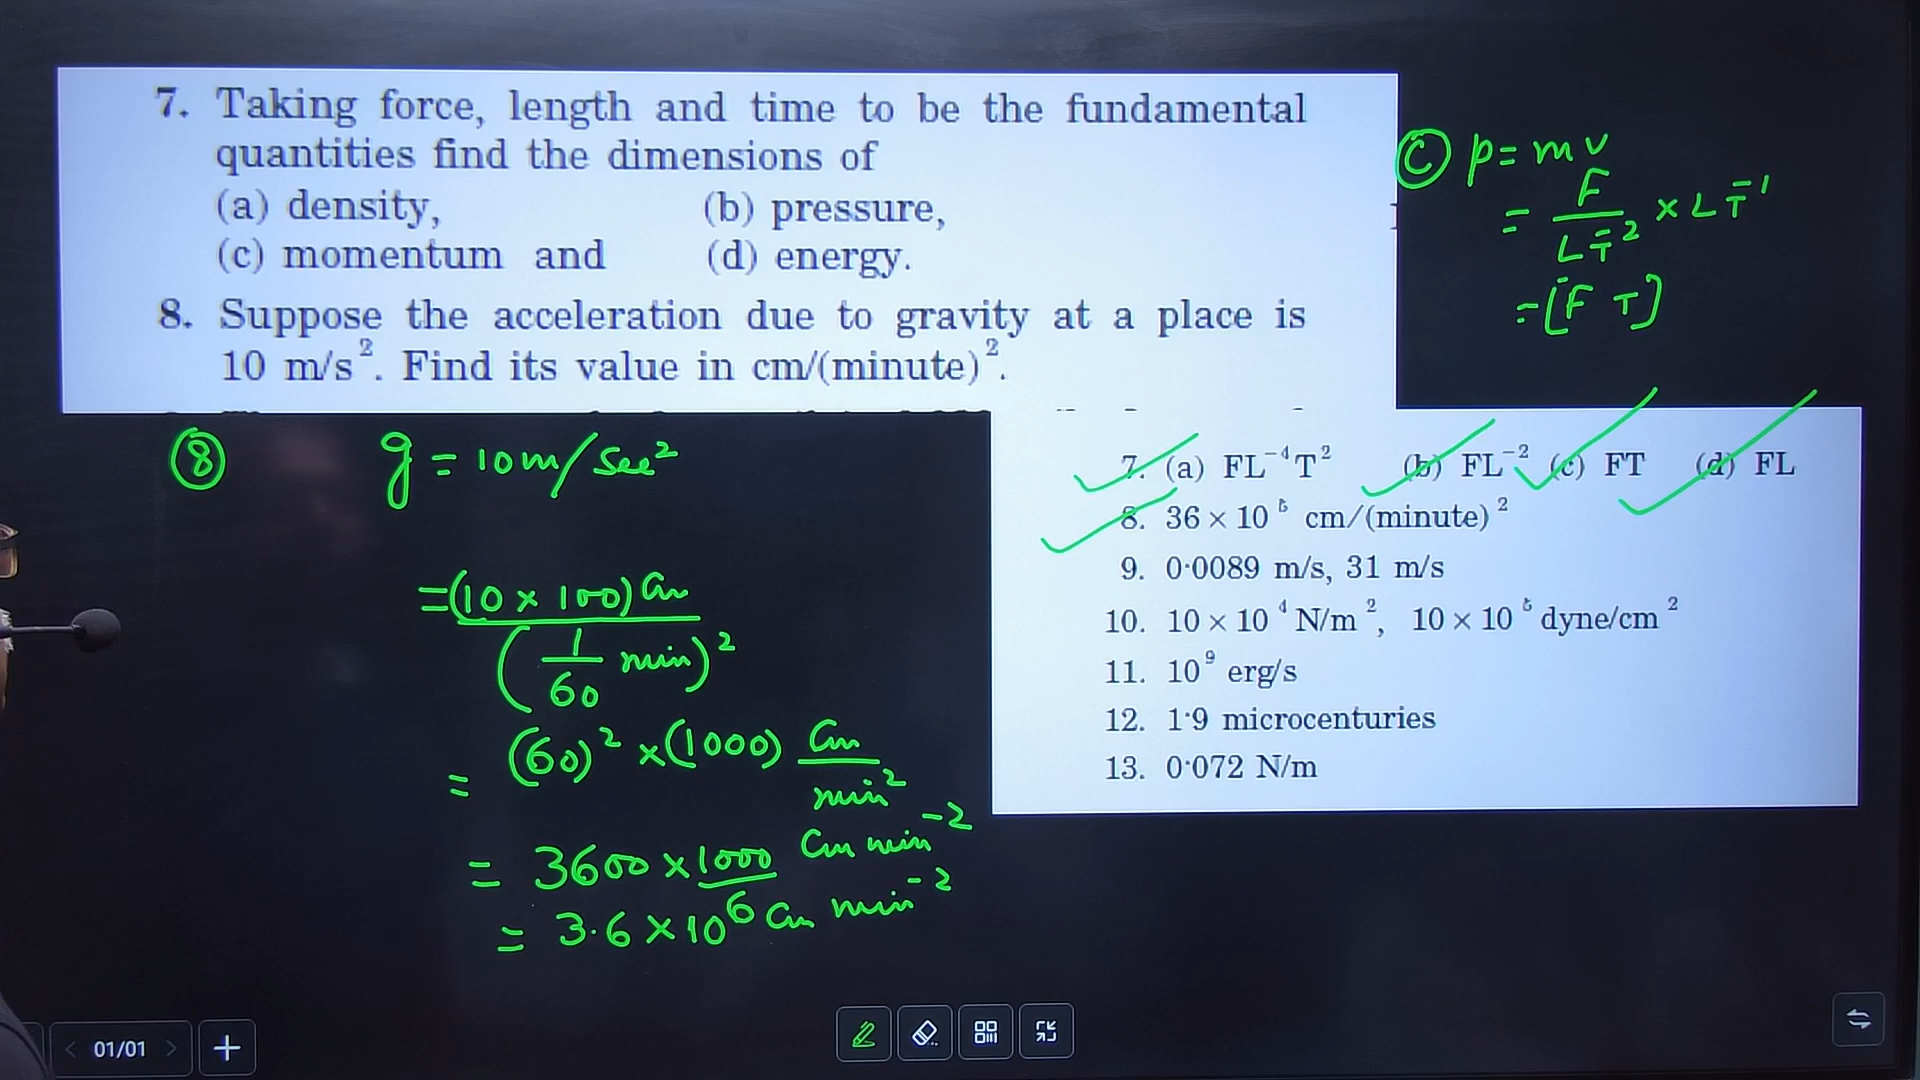 7. Taking force, length and time to be the fundamental
quantities find the dimensions of
(a) density, (b) pressure,
(c) momentum and (d) energy.
8. Suppose the acceleration due to gravity at a place is
10 m/s². Find its value in cm/(minute)².
Ⓒ p = mv
= F / LT⁻² × LT⁻¹
= [F T]
7. (a) FL⁻⁴T² (b) FL⁻² (c) FT (d) FL
8. 36 × 10⁵ cm/(minute)²
9. 0·0089 m/s, 31 m/s
10. 10 × 10⁴ N/m², 10 × 10⁵ dyne/cm²
11. 10⁹ erg/s
12. 1·9 microcenturies
13. 0·072 N/m
⑧ g = 10 m/sec²
= (10 × 100) cm
(1/60 min)²
= (60)² × (1000) cm/min²
= 3600 × 1000 cm min⁻²
= 3.6 × 10⁶ cm min⁻²
< 01/01 > +